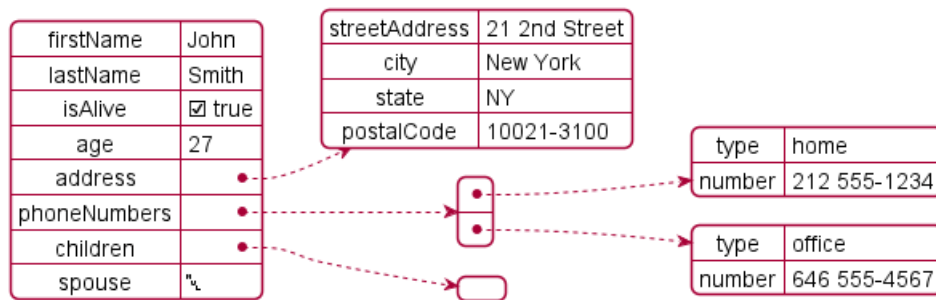 firstName John
lastName Smith
isAlive ☑ true
age 27
address
phoneNumbers
children
spouse ␀
streetAddress 21 2nd Street
city New York
state NY
postalCode 10021-3100
type home
number 212 555-1234
type office
number 646 555-4567